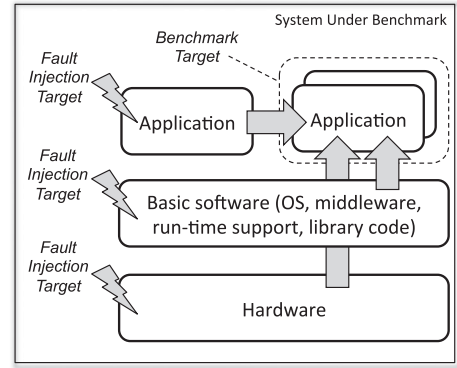 System Under Benchmark
Benchmark
Target
Fault
Injection
Target
Application
Application
Fault
Injection
Target
Basic software (OS, middleware,
run-time support, library code)
Fault
Injection
Target
Hardware